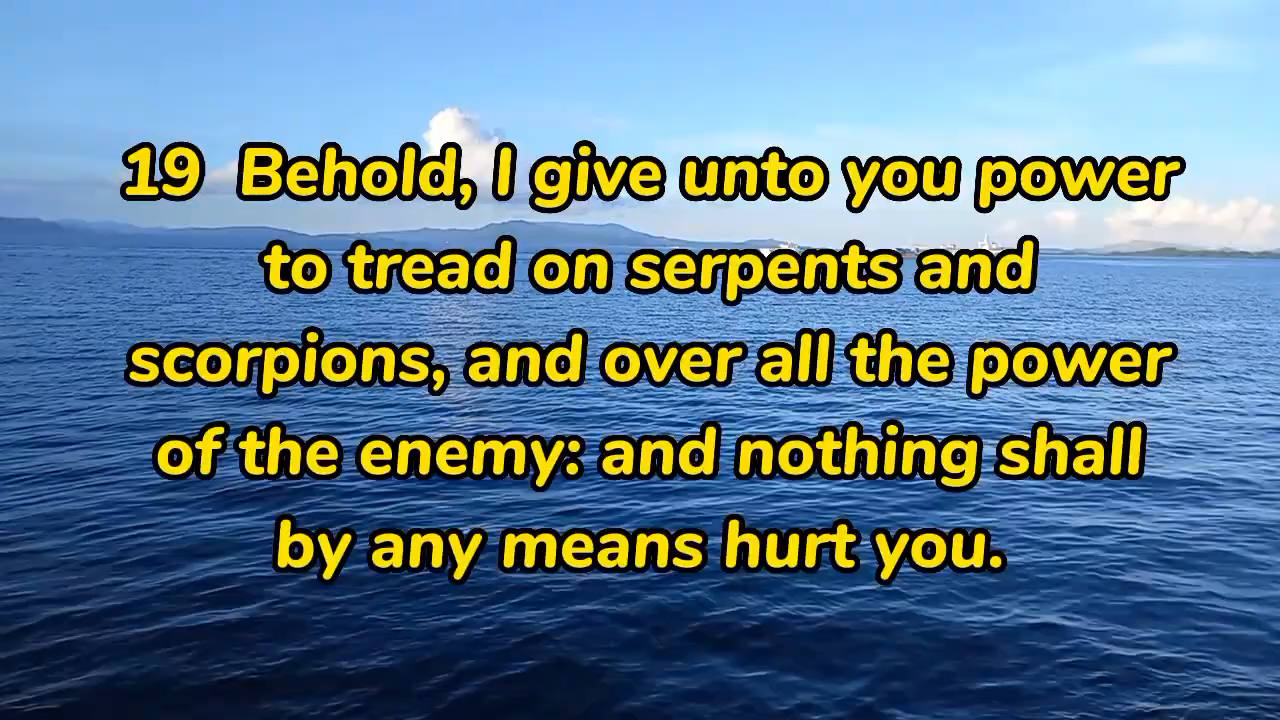 19 Behold, I give unto you power
to tread on serpents and
scorpions, and over all the power
of the enemy: and nothing shall
by any means hurt you.